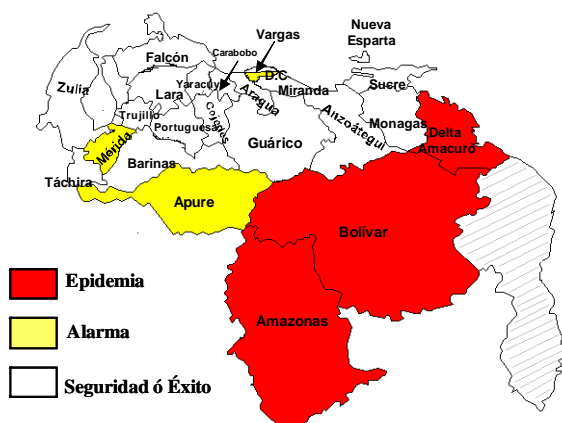 Nueva
Esparta
Vargas
Carabobo
Falcón
D.C
Zulia
Yaracuy
Lara
Aragua
Miranda
Sucre
Trujillo
Cojedes
Portuguesa
Anzoátegui
Monagas
Delta
Amacuro
Mérida
Guárico
Barinas
Táchira
Apure
Bolívar
Amazonas
Epidemia
Alarma
Seguridad ó Éxito